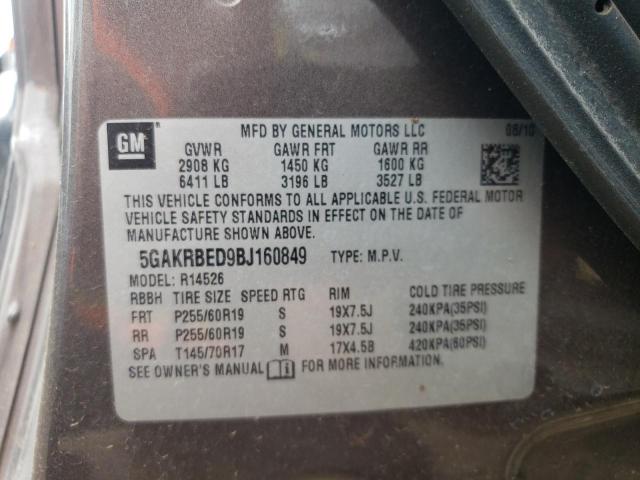 GM
MFD BY GENERAL MOTORS LLC 08/10
GVWR GAWR FRT GAWR RR
2908 KG 1450 KG 1600 KG
6411 LB 3196 LB 3527 LB
THIS VEHICLE CONFORMS TO ALL APPLICABLE U.S. FEDERAL MOTOR
VEHICLE SAFETY STANDARDS IN EFFECT ON THE DATE OF
MANUFACTURE SHOWN ABOVE.
5GAKRBED9BJ160849 TYPE: M.P.V.
MODEL: R14526
RBBH TIRE SIZE SPEED RTG RIM COLD TIRE PRESSURE
FRT P255/60R19 S 19X7.5J 240KPA(35PSI)
RR P255/60R19 S 19X7.5J 240KPA(35PSI)
SPA T145/70R17 M 17X4.5B 420KPA(60PSI)
SEE OWNER'S MANUAL FOR MORE INFORMATION.